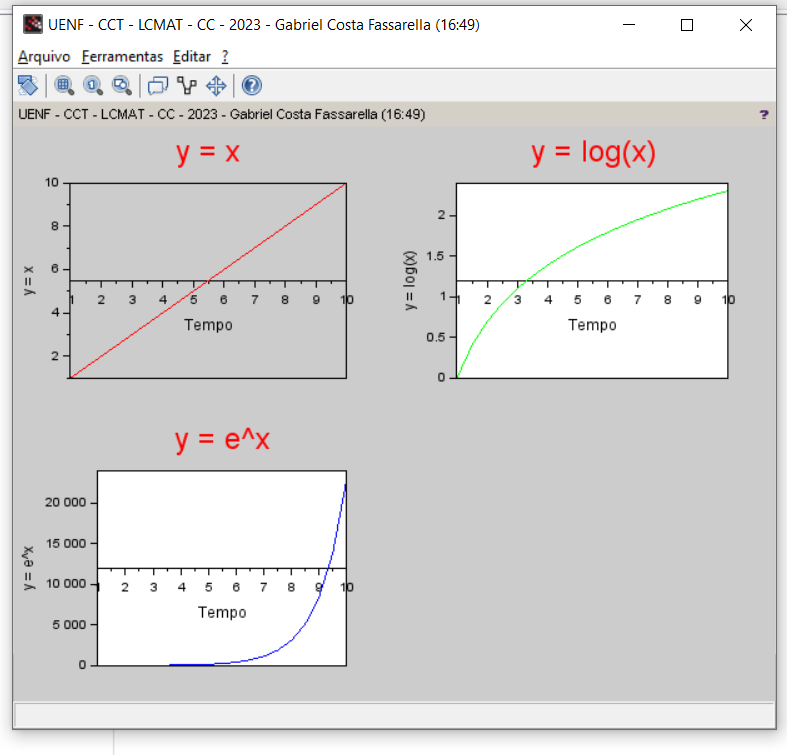 UENF - CCT - LCMAT - CC - 2023 - Gabriel Costa Fassarella (16:49)
Arquivo Ferramentas Editar ?
UENF - CCT - LCMAT - CC - 2023 - Gabriel Costa Fassarella (16:49) ?
y = x
10
8
6
4
2
y = x
1 2 3 4 5 6 7 8 9 10
Tempo
y = log(x)
2
1.5
1
0.5
0
y = log(x)
1 2 3 4 5 6 7 8 9 10
Tempo
y = e^x
20 000
15 000
10 000
5 000
0
y = e^x
1 2 3 4 5 6 7 8 9 10
Tempo